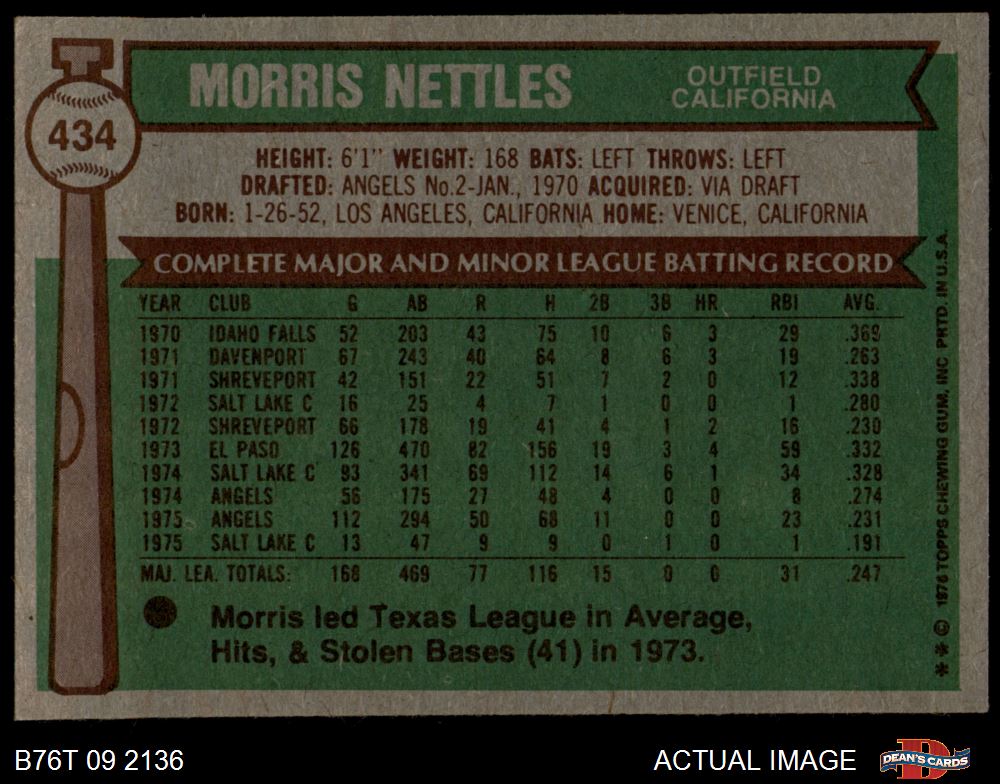 MORRIS NETTLES
OUTFIELD
CALIFORNIA
434
HEIGHT: 6'1" WEIGHT: 168 BATS: LEFT THROWS: LEFT
DRAFTED: ANGELS No.2-JAN., 1970 ACQUIRED: VIA DRAFT
BORN: 1-26-52, LOS ANGELES, CALIFORNIA HOME: VENICE, CALIFORNIA
COMPLETE MAJOR AND MINOR LEAGUE BATTING RECORD
YEAR CLUB G AB R H 2B 3B HR RBI AVG.
1970 IDAHO FALLS 52 203 43 75 10 6 3 29 .369
1971 DAVENPORT 67 243 40 64 8 6 3 19 .263
1971 SHREVEPORT 42 151 22 51 7 2 0 12 .338
1972 SALT LAKE C 16 25 4 7 1 0 0 1 .280
1972 SHREVEPORT 66 178 19 41 4 1 2 16 .230
1973 EL PASO 126 470 82 156 19 3 4 59 .332
1974 SALT LAKE C 93 341 69 112 14 6 1 34 .328
1974 ANGELS 56 175 27 48 4 0 0 8 .274
1975 ANGELS 112 294 50 68 11 0 0 23 .231
1975 SALT LAKE C 13 47 9 9 0 1 0 1 .191
MAJ. LEA. TOTALS: 168 469 77 116 15 0 0 31 .247
Morris led Texas League in Average,
Hits, & Stolen Bases (41) in 1973.
* * © 1976 TOPPS CHEWING GUM, INC PRTD. IN U.S.A.
B76T 09 2136
ACTUAL IMAGE
D
DEAN'S CARDS